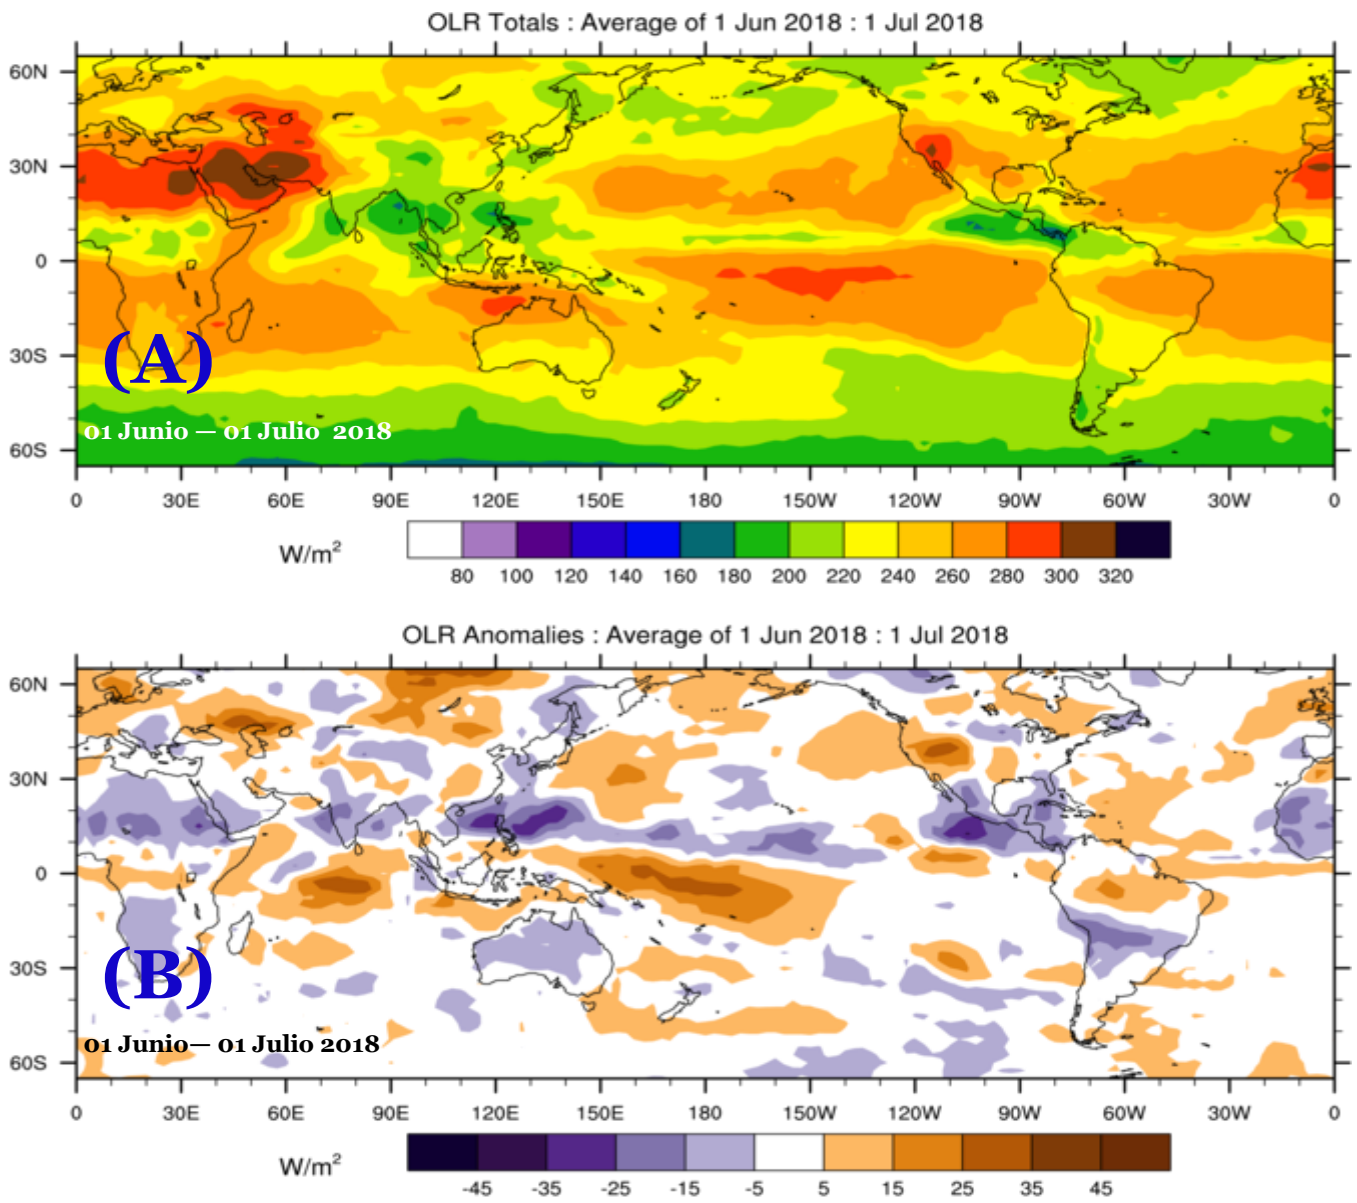 OLR Totals : Average of 1 Jun 2018 : 1 Jul 2018
60N
30N
0
30S
60S
(A)
01 Junio — 01 Julio 2018
0 30E 60E 90E 120E 150E 180 150W 120W 90W 60W 30W 0
W/m²
80 100 120 140 160 180 200 220 240 260 280 300 320
OLR Anomalies : Average of 1 Jun 2018 : 1 Jul 2018
60N
30N
0
30S
60S
(B)
01 Junio— 01 Julio 2018
0 30E 60E 90E 120E 150E 180 150W 120W 90W 60W 30W 0
W/m²
-45 -35 -25 -15 -5 5 15 25 35 45